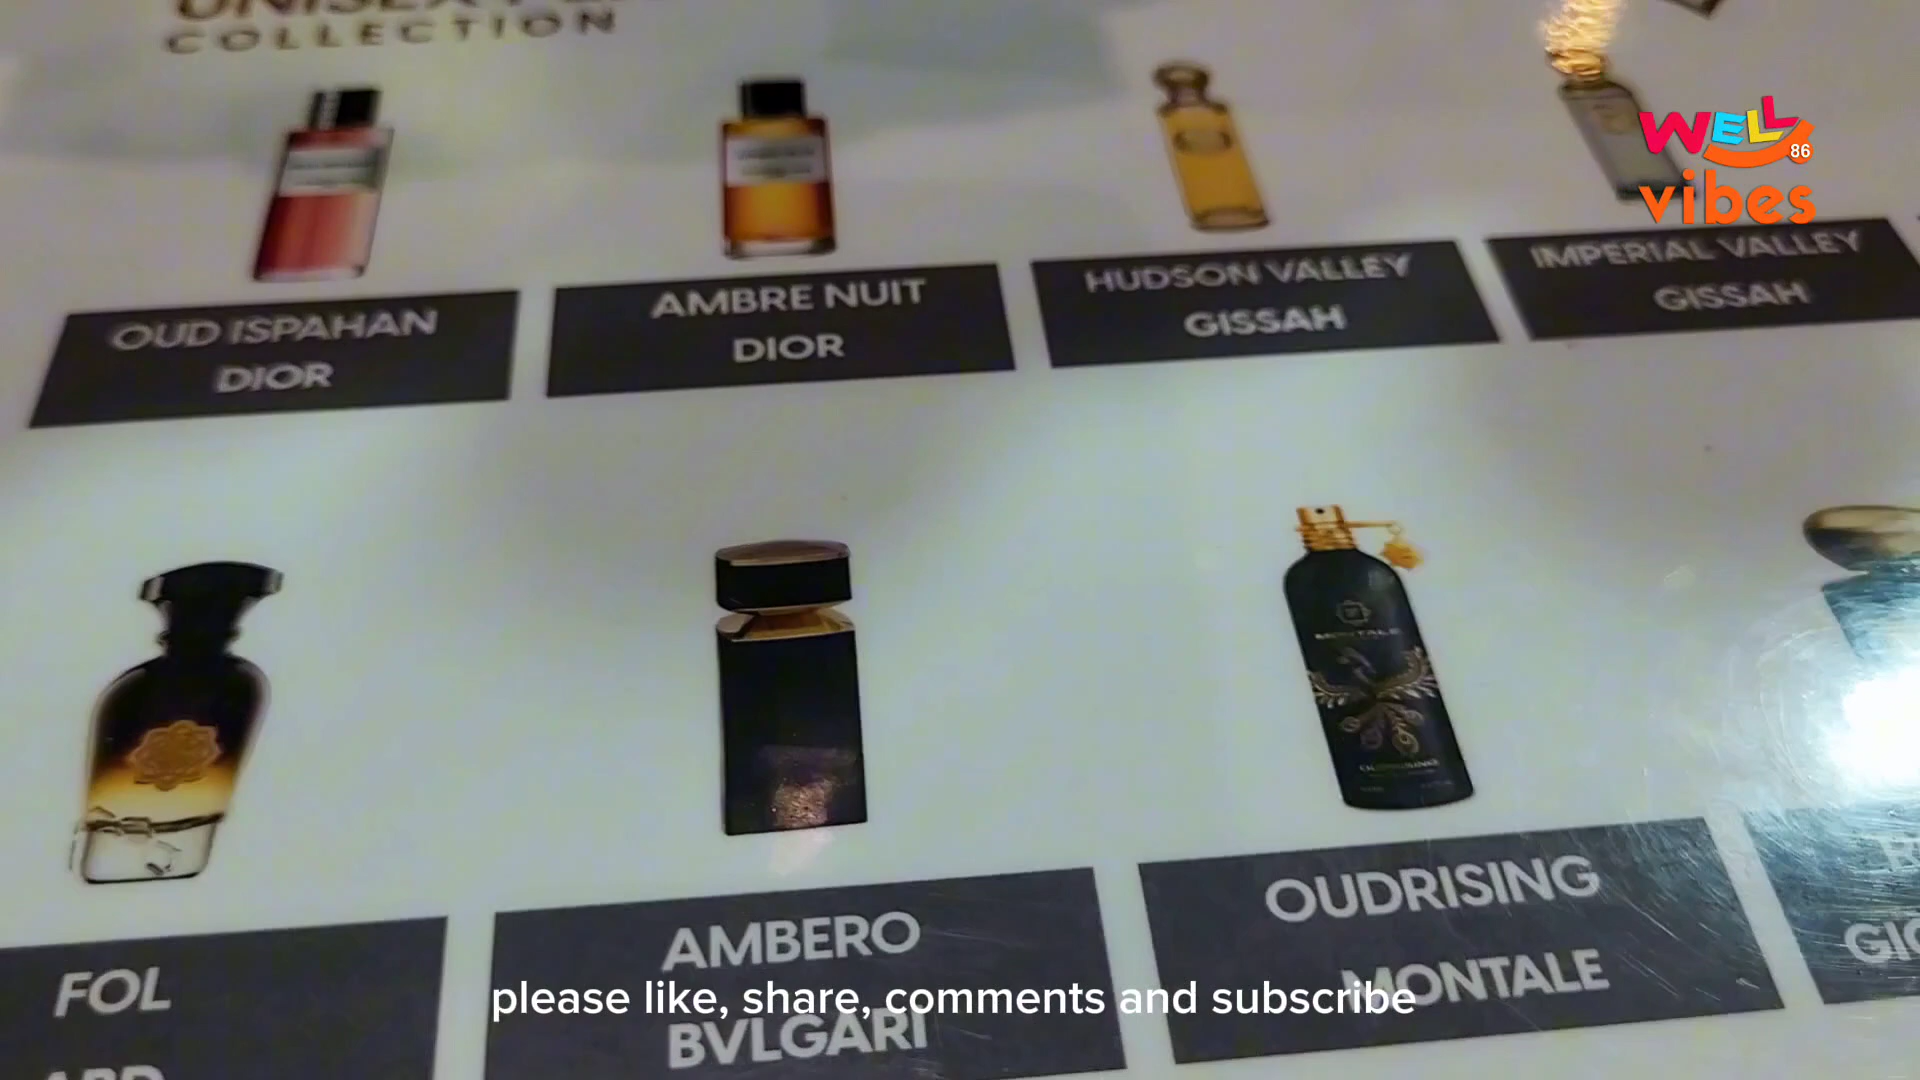 COLLECTION
WELL
86
vibes
OUD ISPAHAN
DIOR
AMBRE NUIT
DIOR
HUDSON VALLEY
GISSAH
IMPERIAL VALLEY
GISSAH
MONTALE
FOL
AMBERO
BVLGARI
OUDRISING
MONTALE
please like, share, comments and subscribe